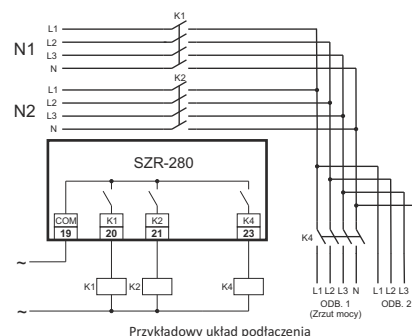 K1
N1
L1
L2
L3
N
K2
N2
L1
L2
L3
N
SZR-280
COM K1 K2 K4
19 20 21 23
K4
~
K1 K2 K4
~
L1 L2 L3 N L1 L2 L3
ODB. 1 ODB. 2
(Zrzut mocy)
Przykładowy układ podłączenia